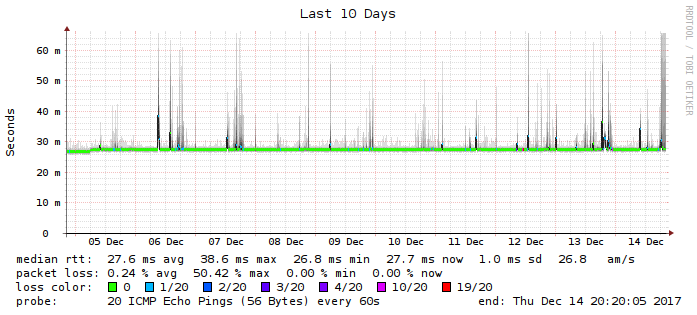 Last 10 Days
RRDTOOL / TOBI OETIKER
Seconds
60 m
50 m
40 m
30 m
20 m
10 m
0
05 Dec 06 Dec 07 Dec 08 Dec 09 Dec 10 Dec 11 Dec 12 Dec 13 Dec 14 Dec
median rtt: 27.6 ms avg 38.6 ms max 26.8 ms min 27.7 ms now 1.0 ms sd 26.8 am/s
packet loss: 0.24 % avg 50.42 % max 0.00 % min 0.00 % now
loss color: 0 1/20 2/20 3/20 4/20 10/20 19/20
probe: 20 ICMP Echo Pings (56 Bytes) every 60s end: Thu Dec 14 20:20:05 2017